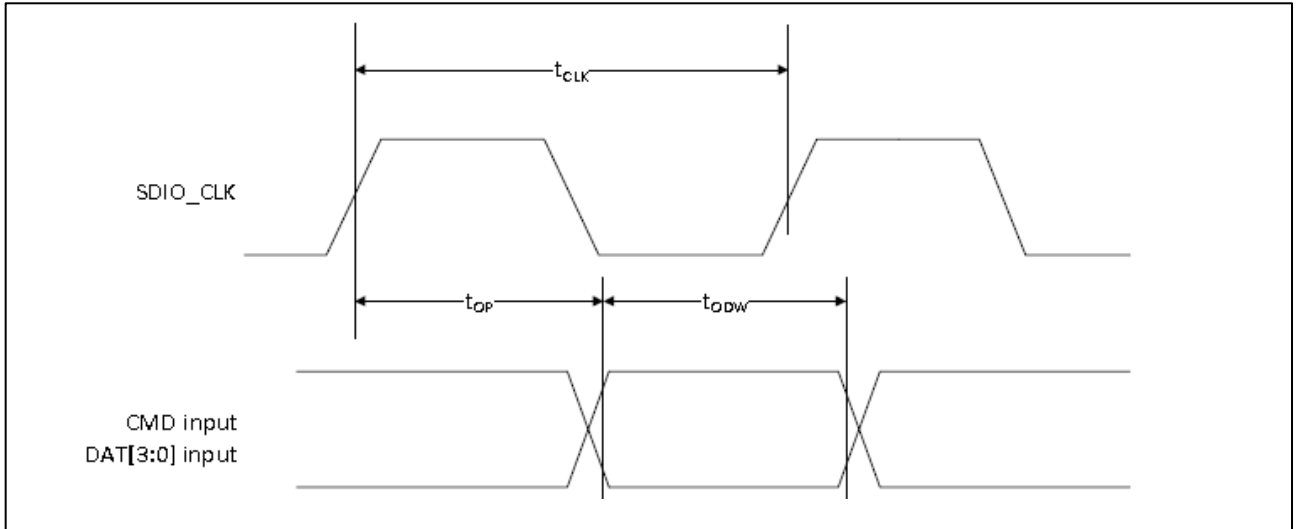 tCLK
SDIO_CLK
tOP
tODW
CMD input
DAT[3:0] input